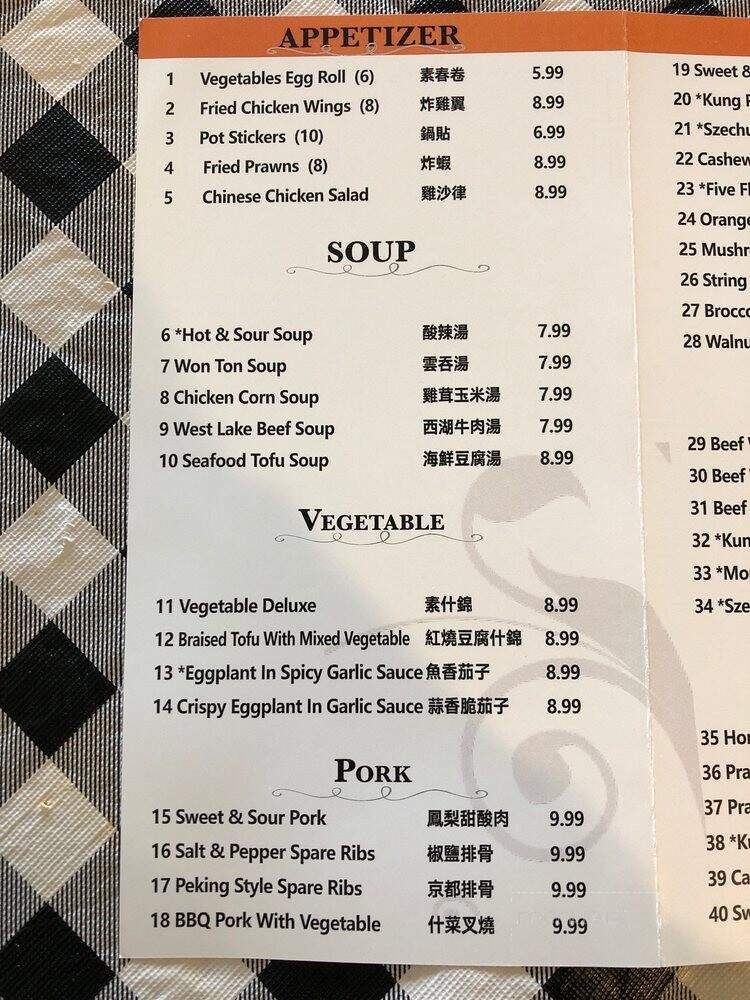 APPETIZER
1 Vegetables Egg Roll (6) 素春卷 5.99
2 Fried Chicken Wings (8) 炸雞翼 8.99
3 Pot Stickers (10) 鍋貼 6.99
4 Fried Prawns (8) 炸蝦 8.99
5 Chinese Chicken Salad 雞沙律 8.99
SOUP
6 *Hot & Sour Soup 酸辣湯 7.99
7 Won Ton Soup 雲吞湯 7.99
8 Chicken Corn Soup 雞茸玉米湯 7.99
9 West Lake Beef Soup 西湖牛肉湯 7.99
10 Seafood Tofu Soup 海鮮豆腐湯 8.99
VEGETABLE
11 Vegetable Deluxe 素什錦 8.99
12 Braised Tofu With Mixed Vegetable 紅燒豆腐什錦 8.99
13 *Eggplant In Spicy Garlic Sauce 魚香茄子 8.99
14 Crispy Eggplant In Garlic Sauce 蒜香脆茄子 8.99
PORK
15 Sweet & Sour Pork 鳳梨甜酸肉 9.99
16 Salt & Pepper Spare Ribs 椒鹽排骨 9.99
17 Peking Style Spare Ribs 京都排骨 9.99
18 BBQ Pork With Vegetable 什菜叉燒 9.99
19 Sweet &
20 *Kung
21 *Szech
22 Cashew
23 *Five
24 Orange
25 Mush
26 String
27 Brocc
28 Waln
29 Beef
30 Beef
31 Beef
32 *Kun
33 *Mo
34 *Sze
35 Ho
36 Pra
37 Pra
38 *K
39 Ca
40 Sw